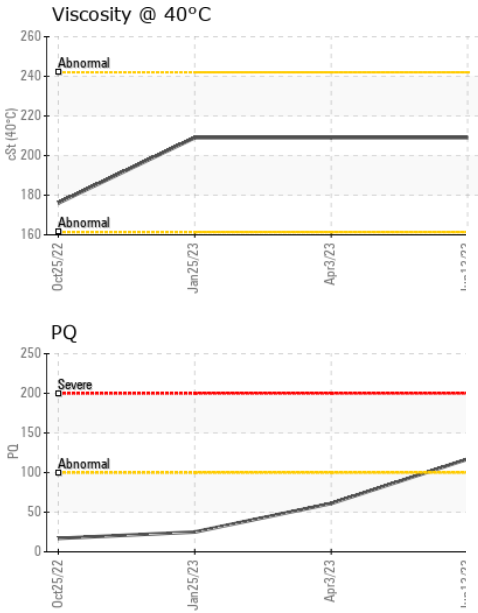 Viscosity @ 40°C
260
Abnormal
240
220
cSt (40°C)
200
180
Abnormal
160
Oct25/22
Jan25/23
Apr3/23
PQ
250
Severe
200
150
PQ
Abnormal
100
50
0
Oct25/22
Jan25/23
Apr3/23